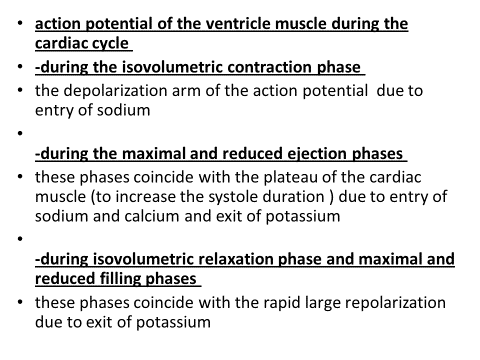 • action potential of the ventricle muscle during the
cardiac cycle
• -during the isovolumetric contraction phase
• the depolarization arm of the action potential  due to
entry of sodium
•
-during the maximal and reduced ejection phases
• these phases coincide with the plateau of the cardiac
muscle (to increase the systole duration ) due to entry of
sodium and calcium and exit of potassium
•
-during isovolumetric relaxation phase and maximal and
reduced filling phases
• these phases coincide with the rapid large repolarization
due to exit of potassium